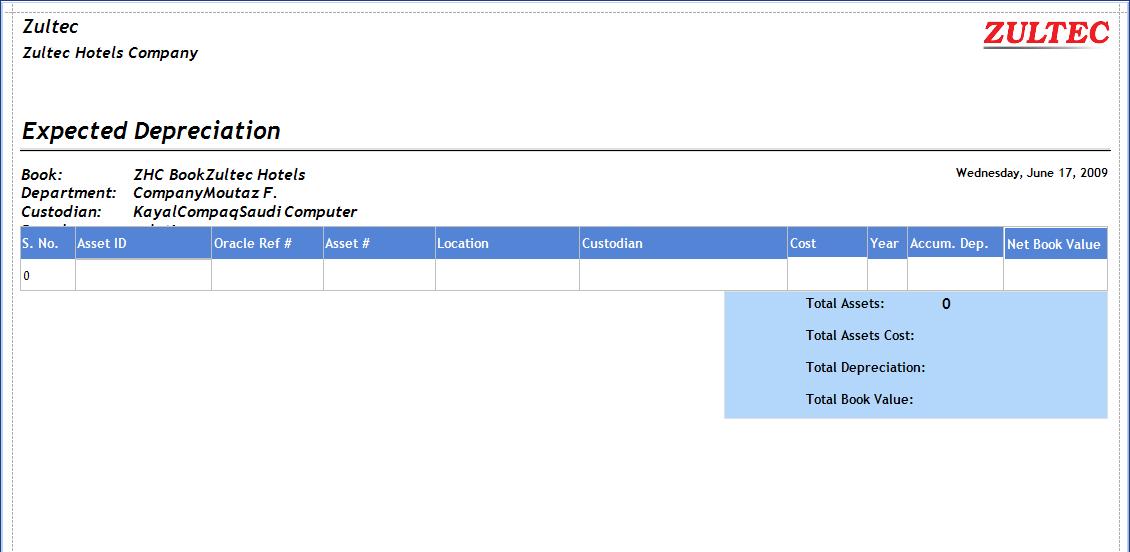 Zultec
ZULTEC
Zultec Hotels Company
Expected Depreciation
Book: ZHC BookZultec Hotels
Wednesday, June 17, 2009
Department: CompanyMoutaz F.
Custodian: KayalCompaqSaudi Computer
S. No. Asset ID Oracle Ref # Asset # Location Custodian Cost Year Accum. Dep. Net Book Value
0
Total Assets: 0
Total Assets Cost:
Total Depreciation:
Total Book Value: